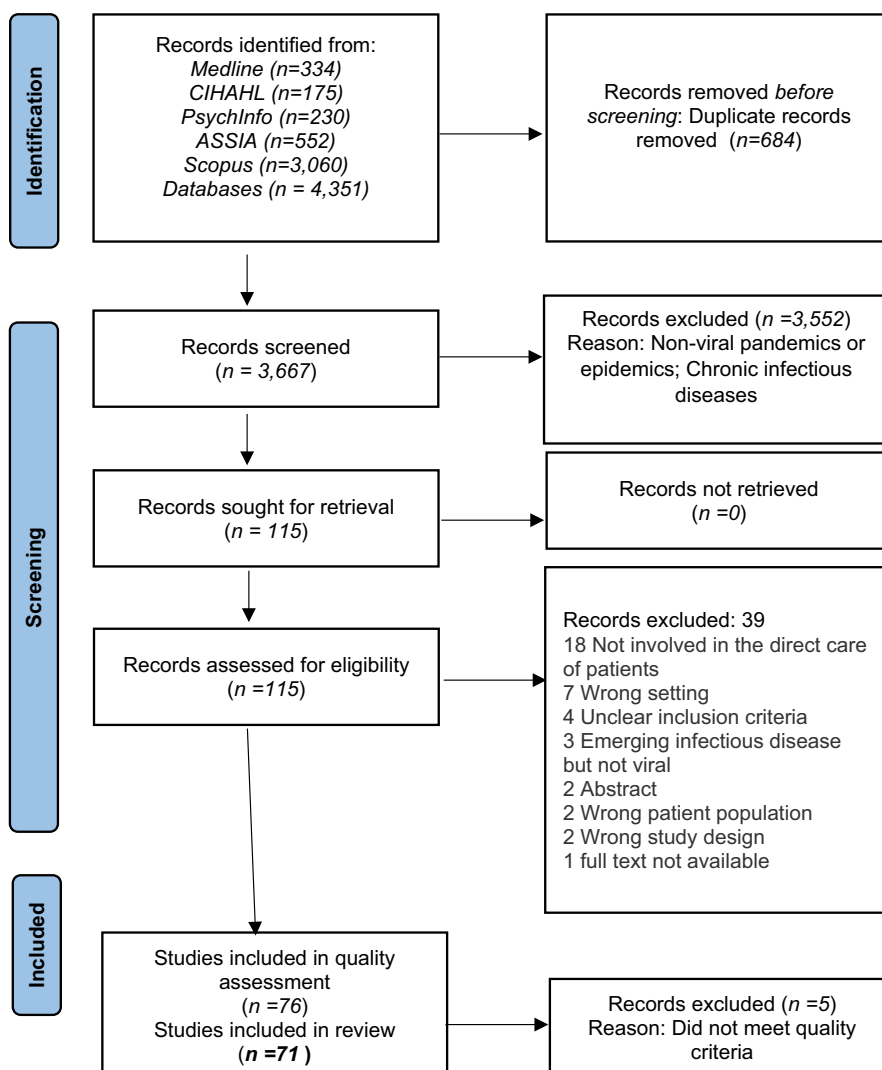 Identification
Records identified from:
Medline (n=334)
CIHAHL (n=175)
PsychInfo (n=230)
ASSIA (n=552)
Scopus (n=3,060)
Databases (n = 4,351)
Records removed before
screening: Duplicate records
removed (n=684)
Screening
Records screened
(n = 3,667)
Records excluded (n =3,552)
Reason: Non-viral pandemics or
epidemics; Chronic infectious
diseases
Records sought for retrieval
(n = 115)
Records not retrieved
(n =0)
Records assessed for eligibility
(n =115)
Records excluded: 39
18 Not involved in the direct care
of patients
7 Wrong setting
4 Unclear inclusion criteria
3 Emerging infectious disease
but not viral
2 Abstract
2 Wrong patient population
2 Wrong study design
1 full text not available
Included
Studies included in quality
assessment
(n =76)
Studies included in review
(n =71 )
Records excluded (n =5)
Reason: Did not meet quality
criteria